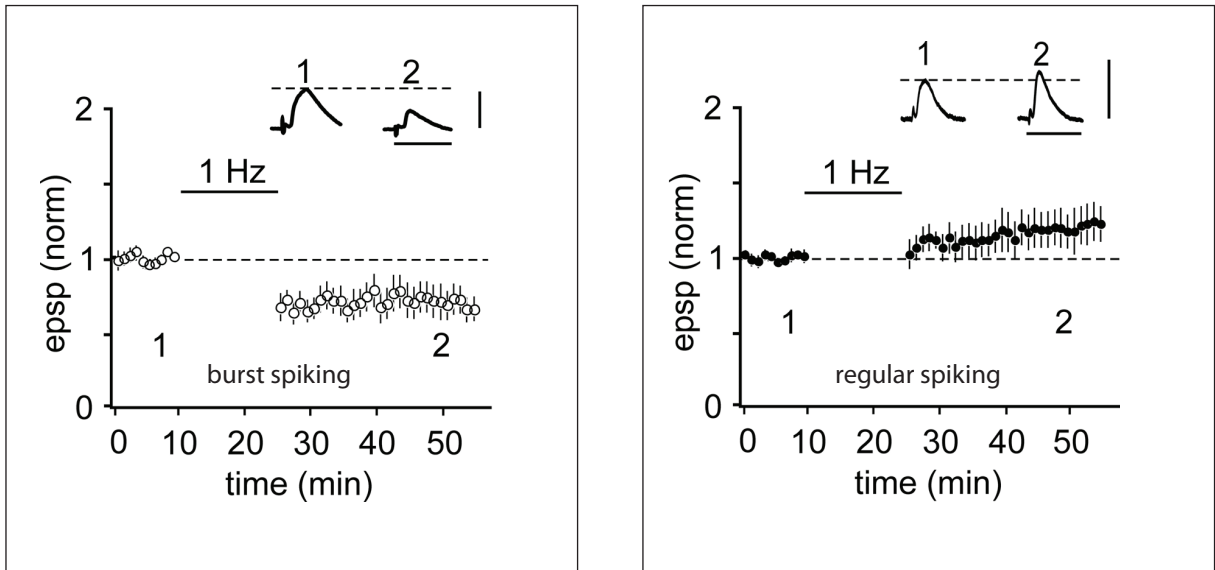 1 2
2
1 Hz
epsp (norm)
1
1 2
burst spiking
0
0 10 20 30 40 50
time (min)
1 2
2
1 Hz
epsp (norm)
1
1 2
regular spiking
0
0 10 20 30 40 50
time (min)